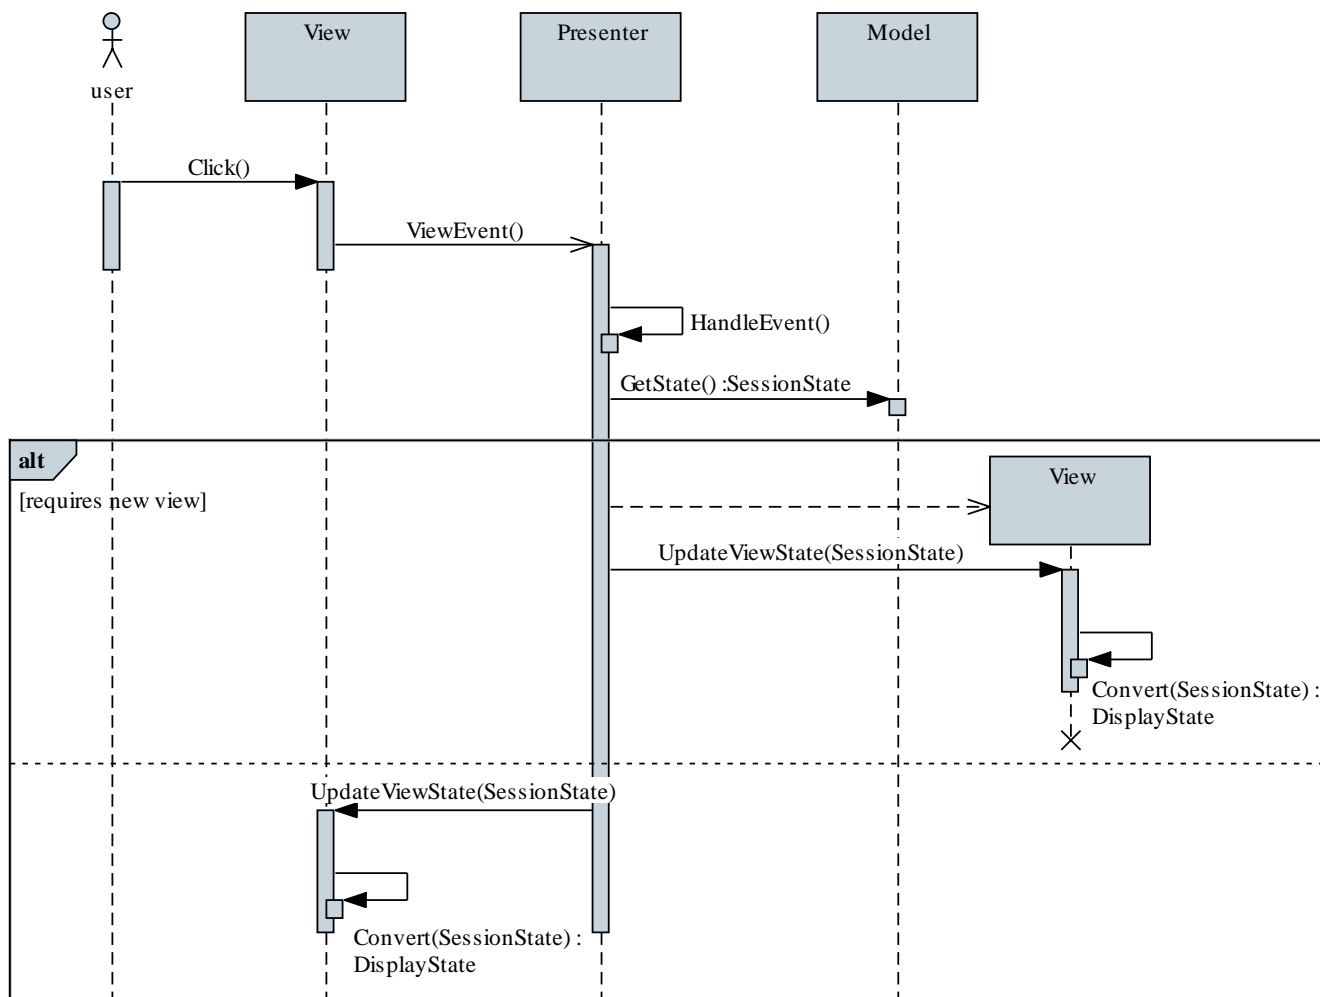 View
Presenter
Model
user
Click()
ViewEvent()
HandleEvent()
GetState() :SessionState
alt
View
[requires new view]
UpdateViewState(SessionState)
Convert(SessionState) :
DisplayState
UpdateViewState(SessionState)
Convert(SessionState) :
DisplayState